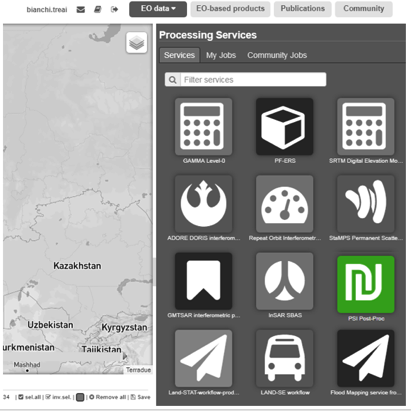 bianchi.treai
EO data
EO-based products
Publications
Community
Processing Services
Services
My Jobs
Community Jobs
Filter services
GAMMA Level-0
PF-ERS
SRTM Digital Elevation Mo...
ADORE DORIS interferom...
Repeat Orbit Interferometr...
StaMPS Permanent Scatte...
GMTSAR interferometric p...
InSAR SBAS
PSI Post-Proc
Land-STAT-workflow-prod...
LAND-SE workflow
Flood Mapping service fro...
Kazakhstan
Uzbekistan
Kyrgyzstan
urkmenistan
Tajikistan
Mashhad
Terradue
34 | sel.all | inv.sel. | | Remove all | Save